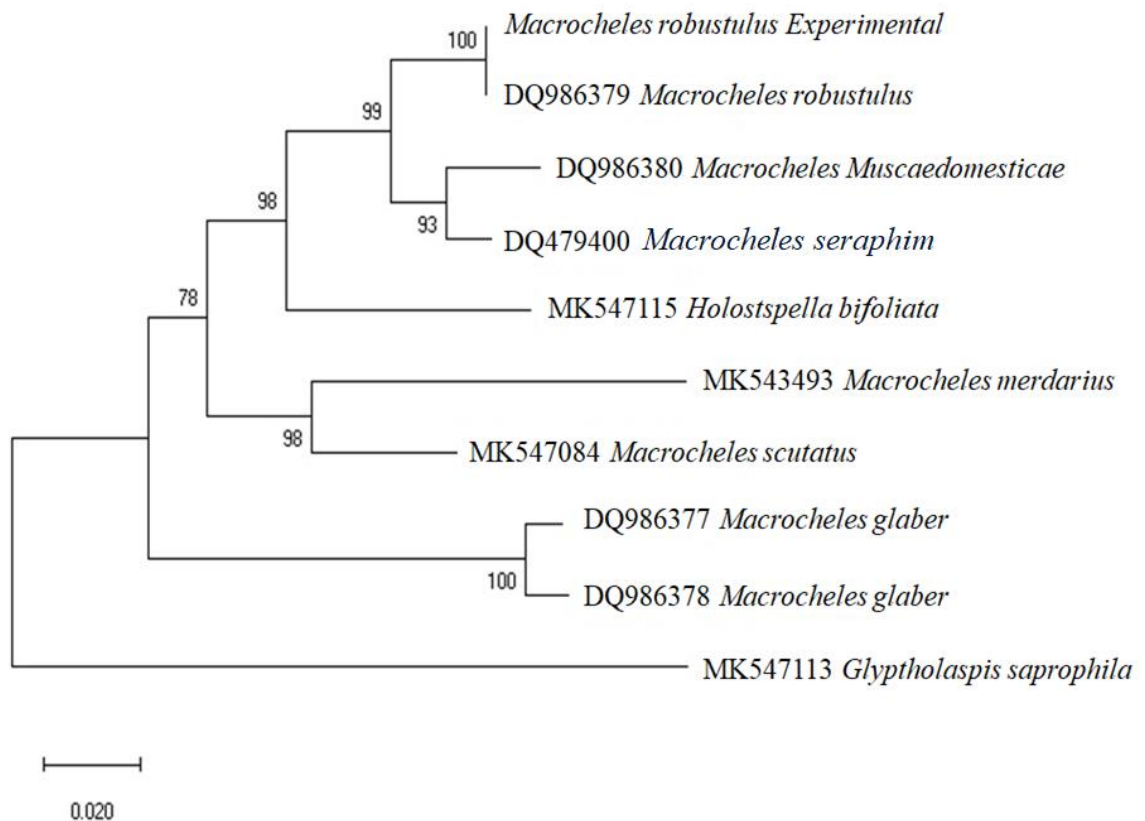 Macrocheles robustulus Experimental
100
DQ986379 Macrocheles robustulus
99
DQ986380 Macrocheles Muscaedomesticae
98
93
DQ479400 Macrocheles seraphim
78
MK547115 Holostspella bifoliata
MK543493 Macrocheles merdarius
98
MK547084 Macrocheles scutatus
DQ986377 Macrocheles glaber
100
DQ986378 Macrocheles glaber
MK547113 Glyptholaspis saprophila
0.020